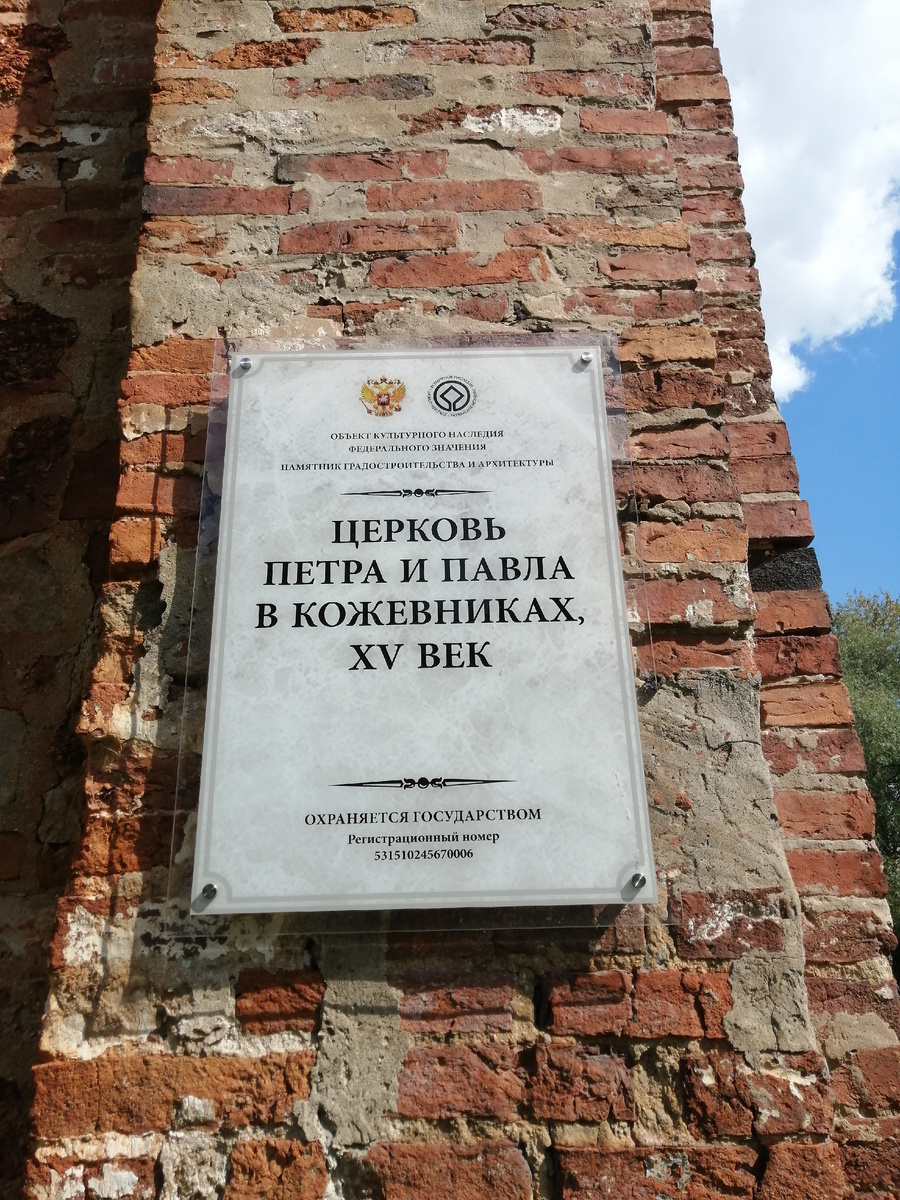 ОБЪЕКТ КУЛЬТУРНОГО НАСЛЕДИЯ
ФЕДЕРАЛЬНОГО ЗНАЧЕНИЯ
ПАМЯТНИК ГРАДОСТРОИТЕЛЬСТВА И АРХИТЕКТУРЫ
ЦЕРКОВЬ
ПЕТРА И ПАВЛА
В КОЖЕВНИКАХ,
XV ВЕК
ОХРАНЯЕТСЯ ГОСУДАРСТВОМ
Регистрационный номер
531510245670006